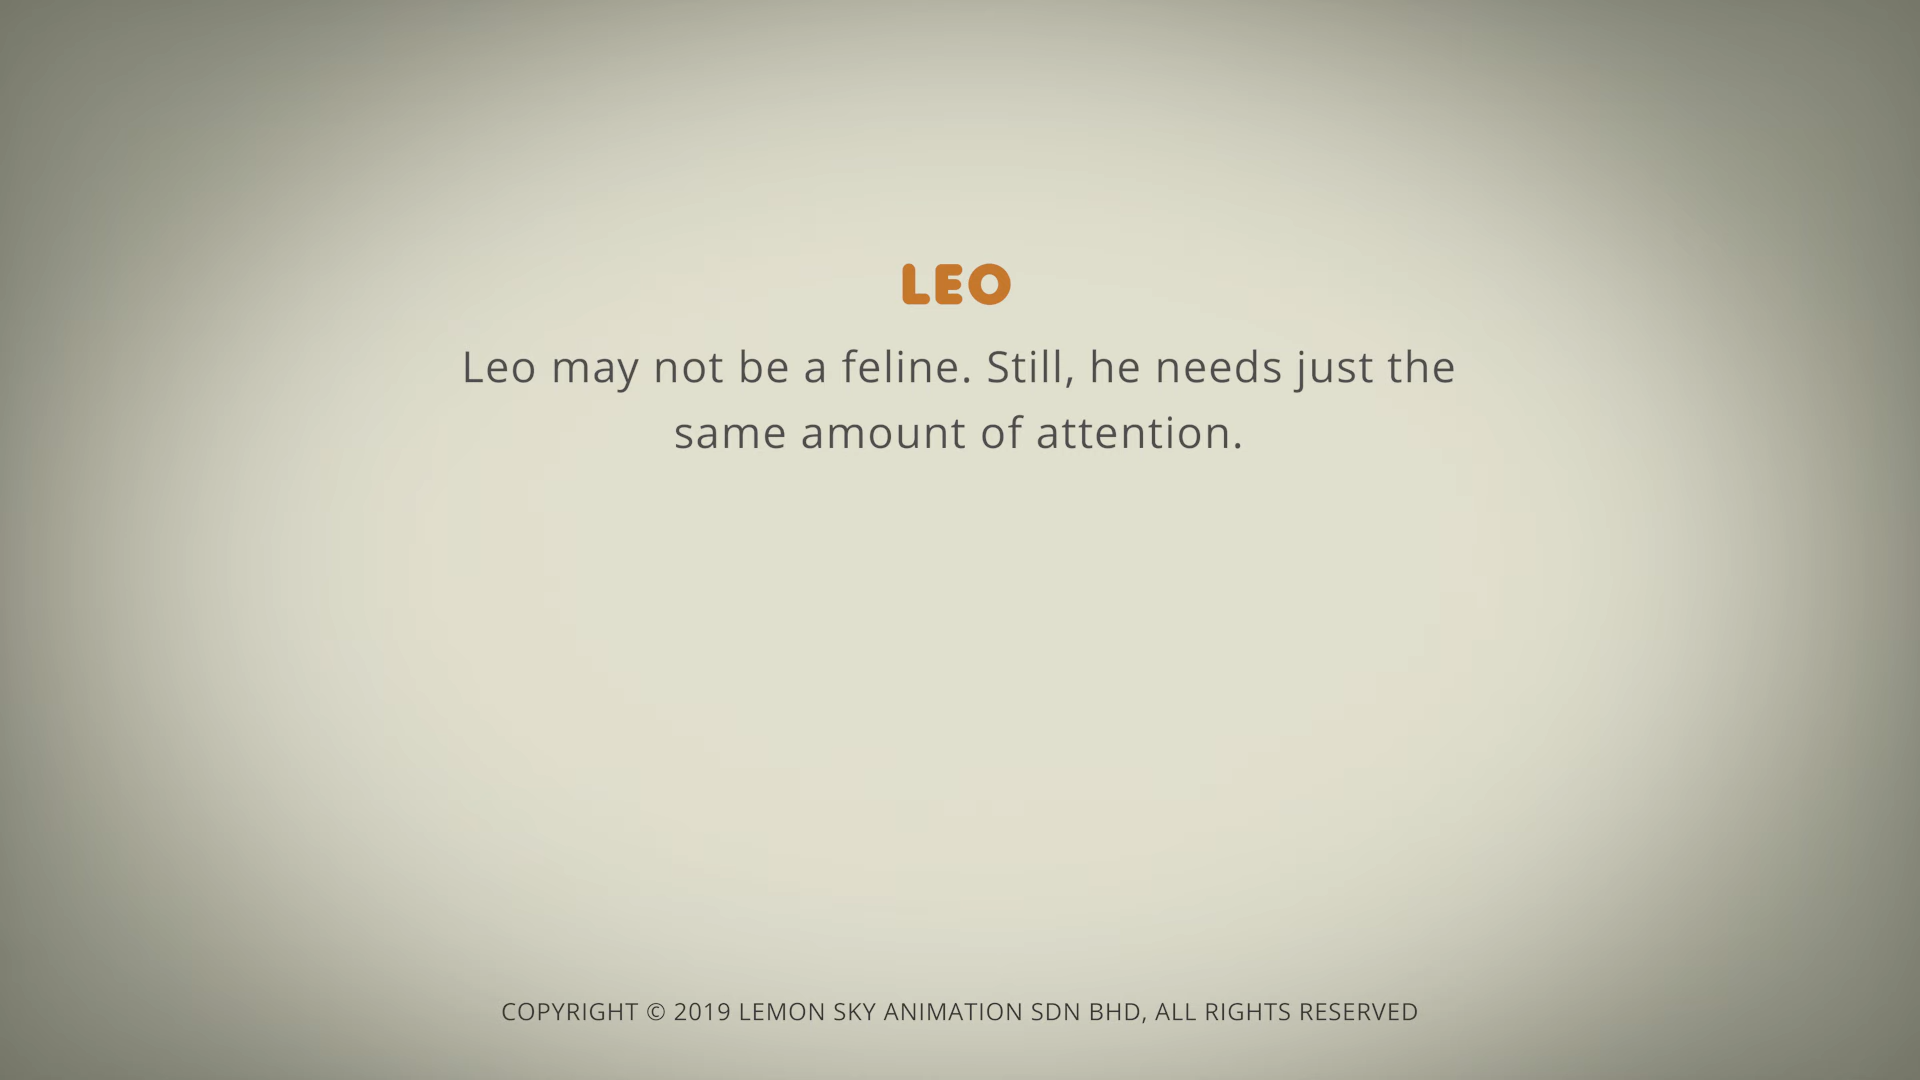 LEO
Leo may not be a feline. Still, he needs just the
same amount of attention.
COPYRIGHT © 2019 LEMON SKY ANIMATION SDN BHD, ALL RIGHTS RESERVED